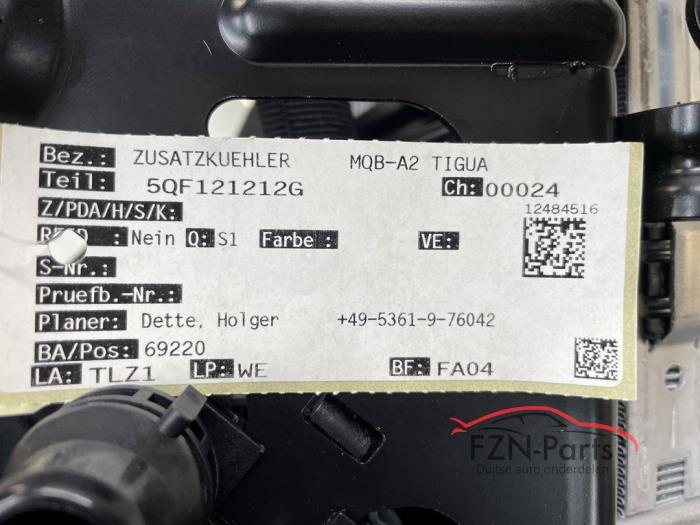 Bez.: ZUSATZKUEHLER MQB-A2 TIGUA
Teil: 5QF121212G Ch: 00024
Z/PDA/H/S/K: 12484516
: Nein Q: S1 Farbe : VE:
S-Nr.:
Pruefb.-Nr.:
Planer: Dette, Holger +49-5361-9-76042
BA/Pos: 69220
LA: TLZ1 LP: WE BF: FA04
FZN-Parts
Duitse auto onderdelen